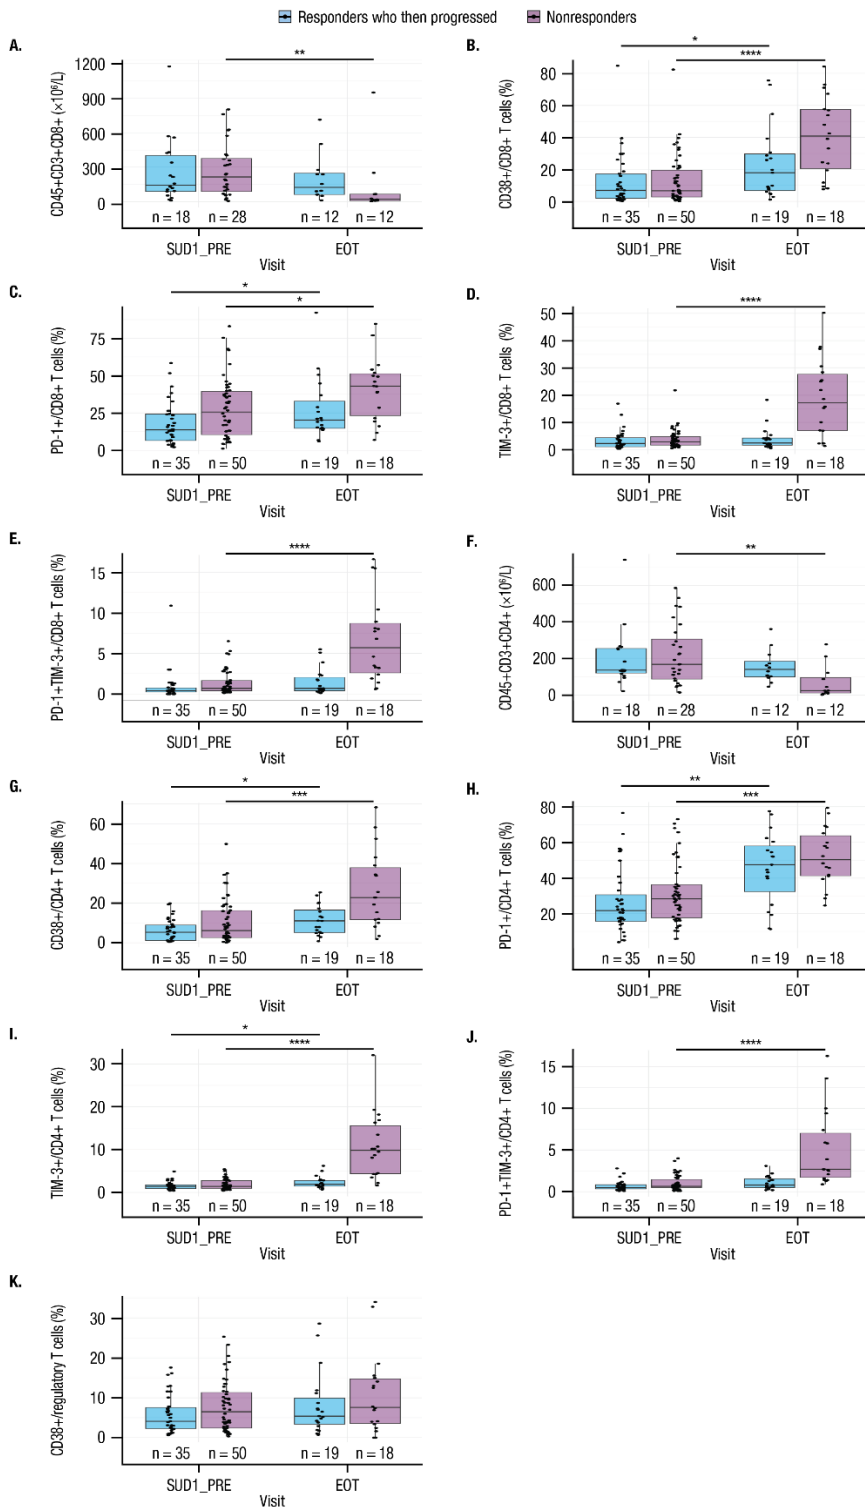 Responders who then progressed Nonresponders
A.
**
CD45+CD3+CD8+ (×10⁶/L)
1200
900
600
300
0
n = 18 n = 28 n = 12 n = 12
SUD1_PRE EOT
Visit
B.
*
****
CD38+/CD8+ T cells (%)
80
60
40
20
0
n = 35 n = 50 n = 19 n = 18
SUD1_PRE EOT
Visit
C.
*
*
PD-1+/CD8+ T cells (%)
75
50
25
0
n = 35 n = 50 n = 19 n = 18
SUD1_PRE EOT
Visit
D.
****
TIM-3+/CD8+ T cells (%)
50
40
30
20
10
0
n = 35 n = 50 n = 19 n = 18
SUD1_PRE EOT
Visit
E.
****
PD-1+TIM-3+/CD8+ T cells (%)
15
10
5
0
n = 35 n = 50 n = 19 n = 18
SUD1_PRE EOT
Visit
F.
**
CD45+CD3+CD4+ (×10⁶/L)
600
400
200
0
n = 18 n = 28 n = 12 n = 12
SUD1_PRE EOT
Visit
G.
*
***
CD38+/CD4+ T cells (%)
60
40
20
0
n = 35 n = 50 n = 19 n = 18
SUD1_PRE EOT
Visit
H.
**
***
PD-1+/CD4+ T cells (%)
80
60
40
20
n = 35 n = 50 n = 19 n = 18
SUD1_PRE EOT
Visit
I.
*
****
TIM-3+/CD4+ T cells (%)
30
20
10
0
n = 35 n = 50 n = 19 n = 18
SUD1_PRE EOT
Visit
J.
****
PD-1+TIM-3+/CD4+ T cells (%)
15
10
5
0
n = 35 n = 50 n = 19 n = 18
SUD1_PRE EOT
Visit
K.
CD38+/regulatory T cells (%)
30
20
10
0
n = 35 n = 50 n = 19 n = 18
SUD1_PRE EOT
Visit